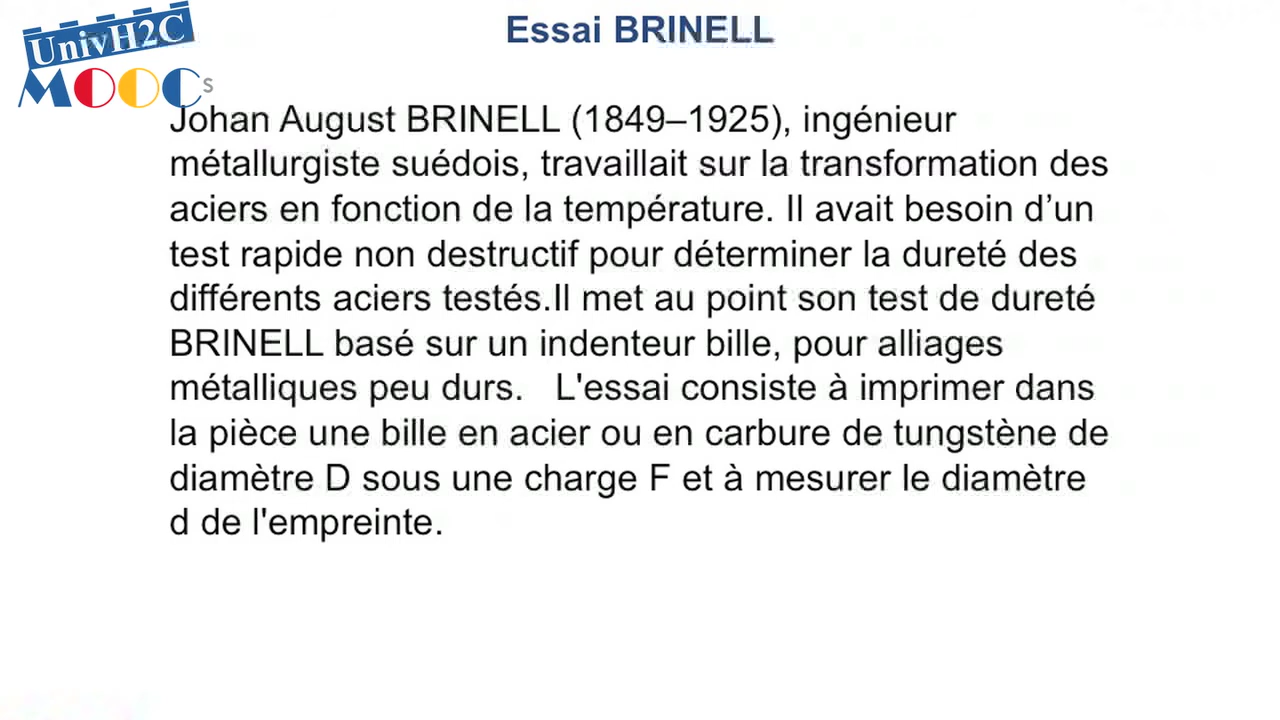 UnivH2C
MOOCs
Essai BRINELL
Johan August BRINELL (1849–1925), ingénieur
métallurgiste suédois, travaillait sur la transformation des
aciers en fonction de la température. Il avait besoin d’un
test rapide non destructif pour déterminer la dureté des
différents aciers testés.Il met au point son test de dureté
BRINELL basé sur un indenteur bille, pour alliages
métalliques peu durs.   L'essai consiste à imprimer dans
la pièce une bille en acier ou en carbure de tungstène de
diamètre D sous une charge F et à mesurer le diamètre
d de l'empreinte.